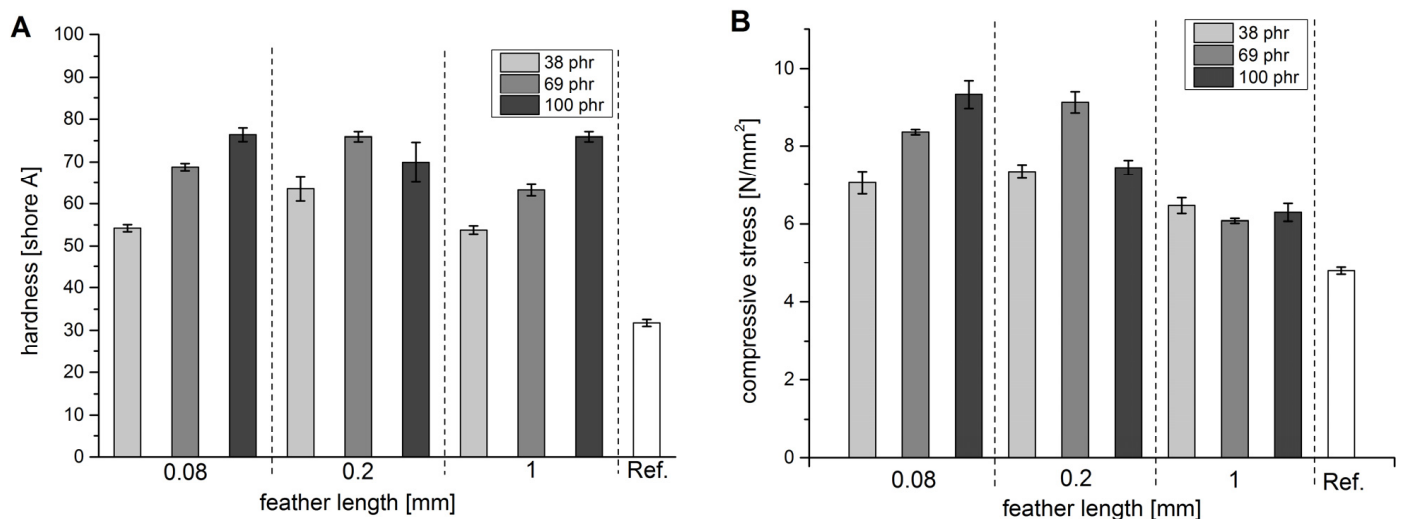 A
hardness [shore A]
100
90
80
70
60
50
40
30
20
10
0
38 phr
69 phr
100 phr
0.08 0.2 1 Ref.
feather length [mm]
B
compressive stress [N/mm²]
10
8
6
4
2
0
38 phr
69 phr
100 phr
0.08 0.2 1 Ref.
feather length [mm]